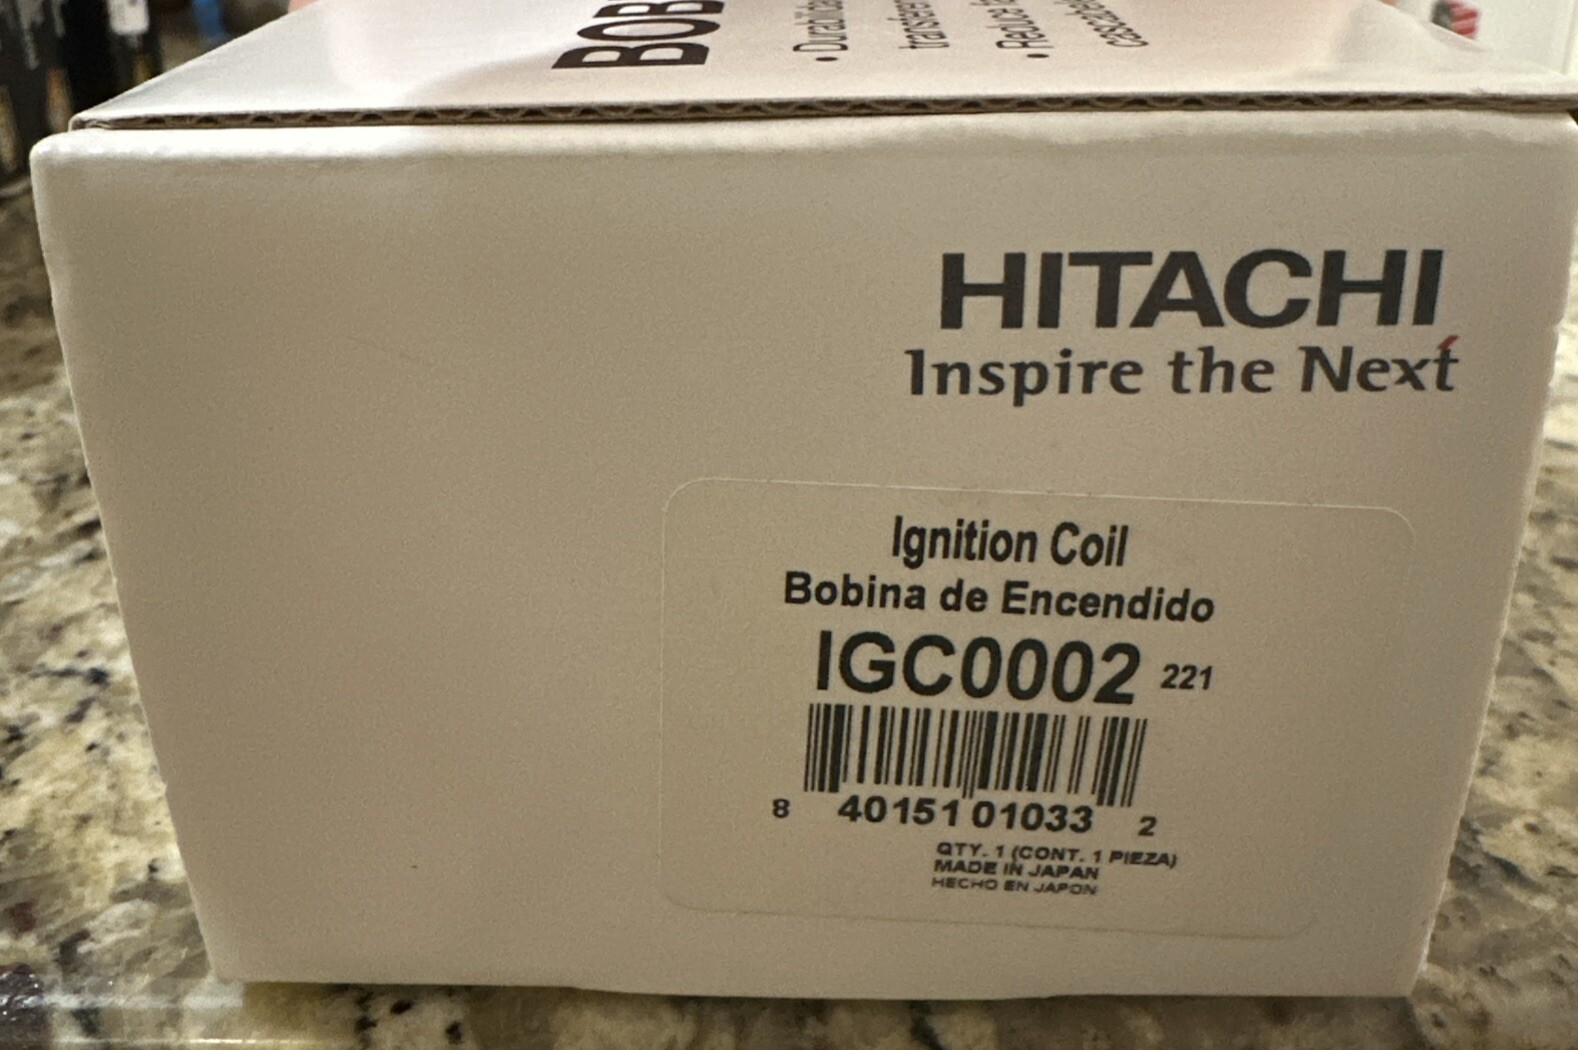 HITACHI
Inspire the Next
Ignition Coil
Bobina de Encendido
IGC0002 221
8 40151 01033 2
QTY. 1 (CONT. 1 PIEZA)
MADE IN JAPAN
HECHO EN JAPON